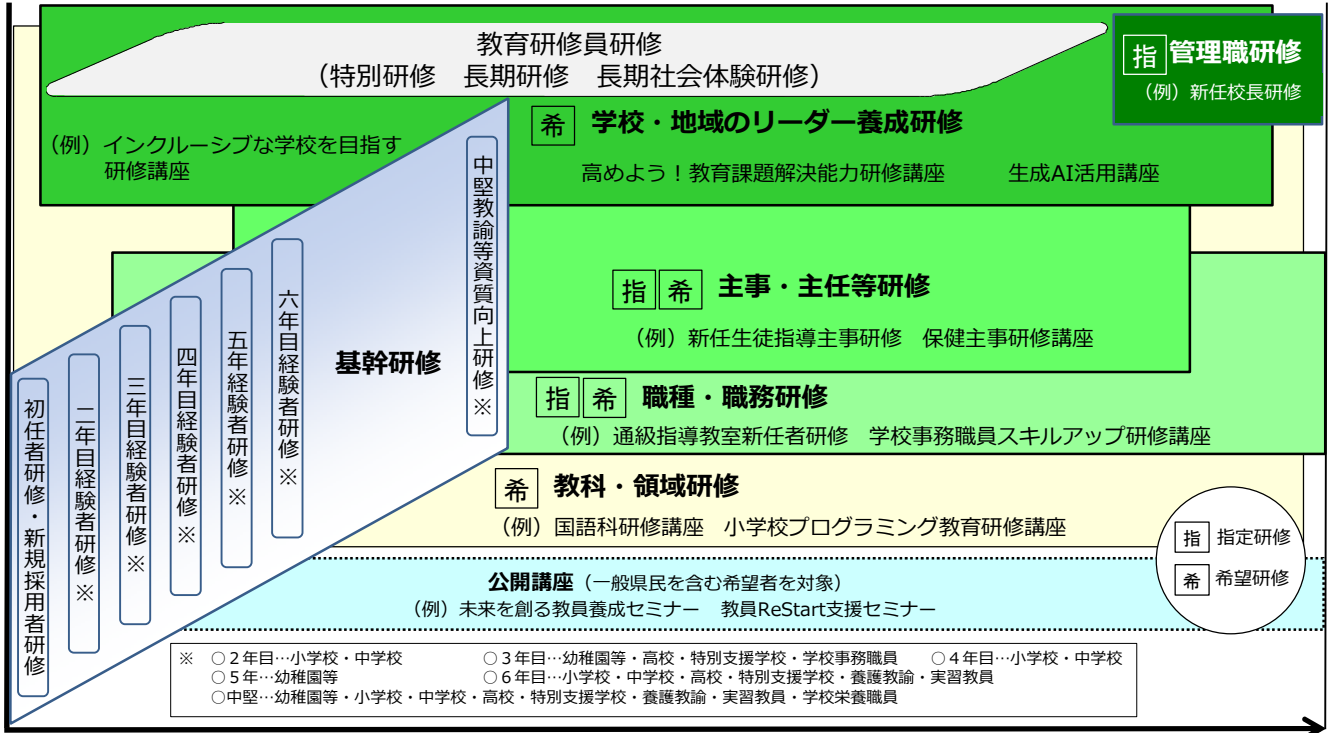 教育研修員研修
（特別研修　長期研修　長期社会体験研修）
指 管理職研修
（例）新任校長研修
希 学校・地域のリーダー養成研修
（例）インクルーシブな学校を目指す
研修講座
高めよう！教育課題解決能力研修講座　生成AI活用講座
指 希 主事・主任等研修
（例）新任生徒指導主事研修　保健主事研修講座
指 希 職種・職務研修
（例）通級指導教室新任者研修　学校事務職員スキルアップ研修講座
希 教科・領域研修
（例）国語科研修講座　小学校プログラミング教育研修講座
基幹研修
初任者研修・新規採用者研修
二年目経験者研修※
三年目経験者研修※
四年目経験者研修※
五年経験者研修※
六年目経験者研修※
中堅教諭等資質向上研修※
指 指定研修
希 希望研修
公開講座（一般県民を含む希望者を対象）
（例）未来を創る教員養成セミナー　教員ReStart支援セミナー
※　○２年目…小学校・中学校　○３年目…幼稚園等・高校・特別支援学校・学校事務職員　○４年目…小学校・中学校
○５年…幼稚園等　○６年目…小学校・中学校・高校・特別支援学校・養護教諭・実習教員
○中堅…幼稚園等・小学校・中学校・高校・特別支援学校・養護教諭・実習教員・学校栄養職員